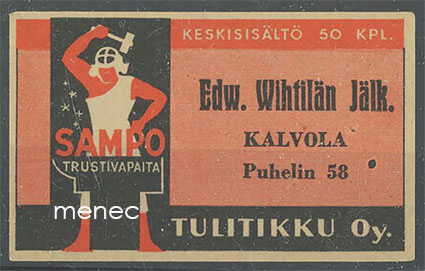 KESKISISÄLTÖ 50 KPL.
Edw. Wihtilän Jälk.
KALVOLA
Puhelin 58
SAMPO
TRUSTIVAPAITA
menec
TULITIKKU Oy.